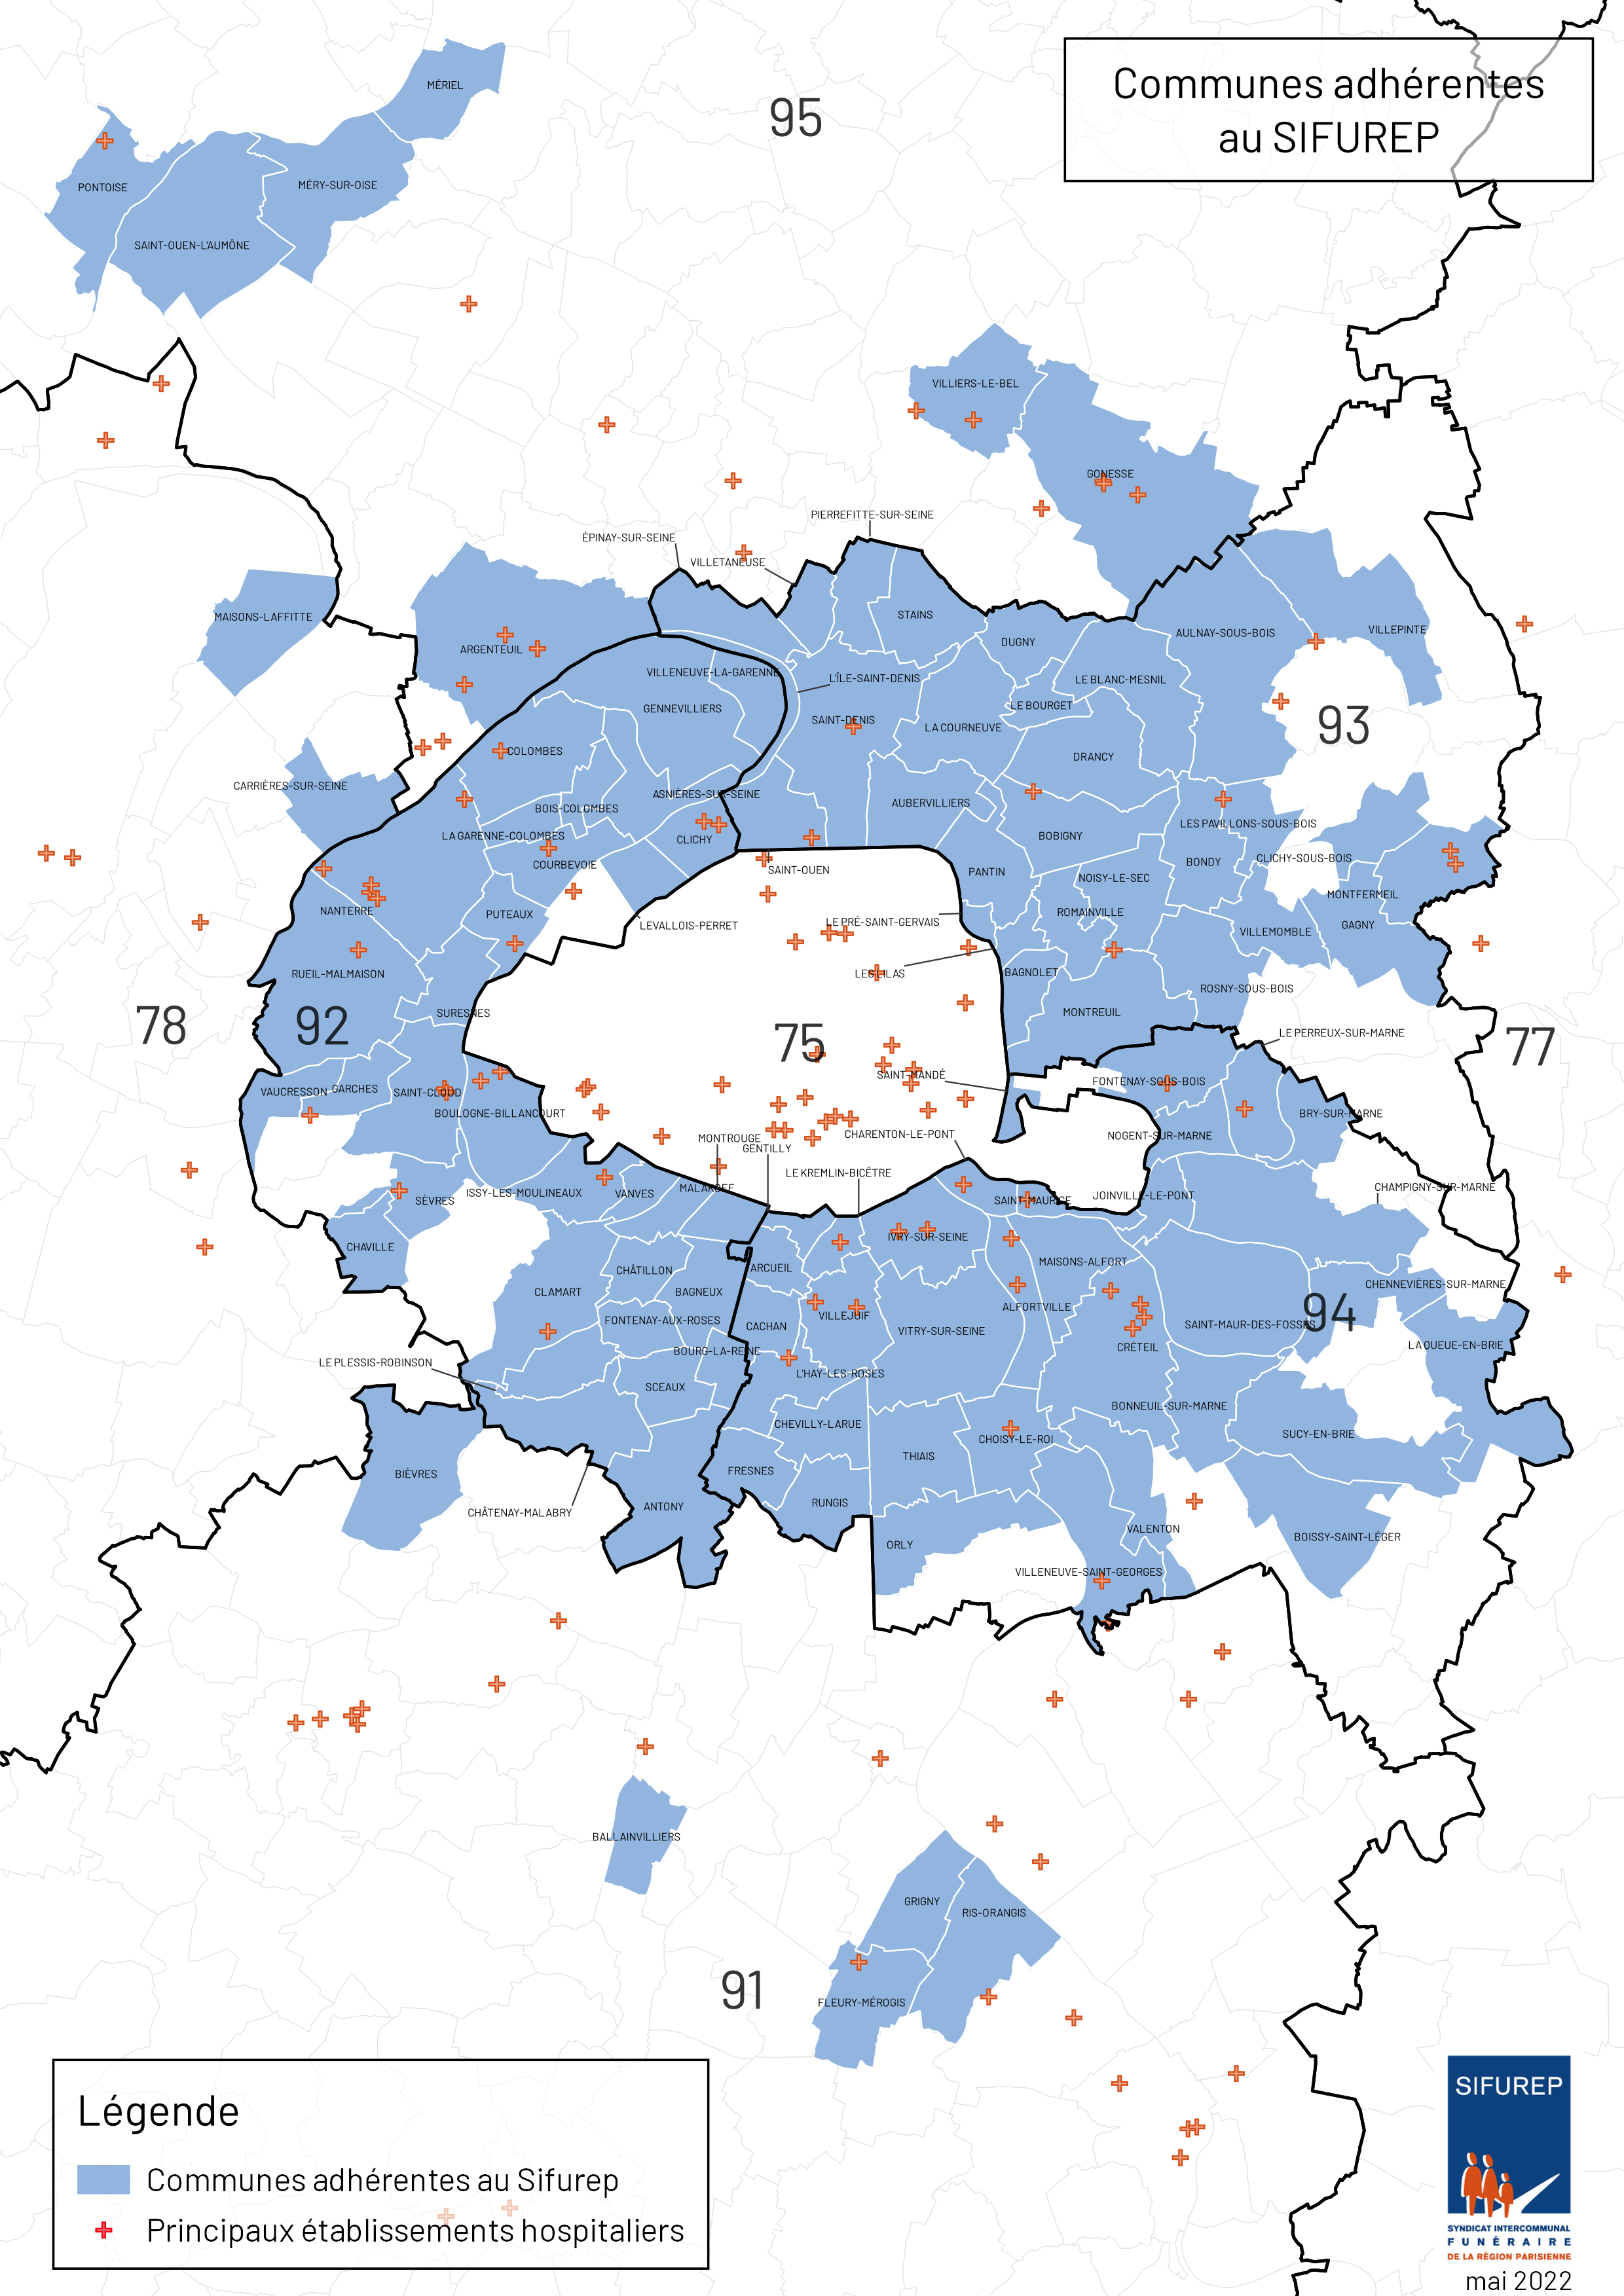 Communes adhérentes
au SIFUREP
MÉRIEL
95
PONTOISE
MÉRY-SUR-OISE
SAINT-OUEN-L'AUMÔNE
VILLIERS-LE-BEL
GONESSE
PIERREFITTE-SUR-SEINE
ÉPINAY-SUR-SEINE
VILLETANEUSE
MAISONS-LAFFITTE
STAINS
AULNAY-SOUS-BOIS
VILLEPINTE
DUGNY
ARGENTEUIL
VILLENEUVE-LA-GARENNE
L'ÎLE-SAINT-DENIS
LE BLANC-MESNIL
GENNEVILLIERS
LE BOURGET
SAINT-DENIS
LA COURNEUVE
93
COLOMBES
DRANCY
CARRIÈRES-SUR-SEINE
ASNIÈRES-SUR-SEINE
BOIS-COLOMBES
AUBERVILLIERS
LES PAVILLONS-SOUS-BOIS
LA GARENNE-COLOMBES
CLICHY
BOBIGNY
COURBEVOIE
SAINT-OUEN
PANTIN
BONDY
CLICHY-SOUS-BOIS
NOISY-LE-SEC
MONTFERMEIL
NANTERRE
PUTEAUX
LEVALLOIS-PERRET
LE PRÉ-SAINT-GERVAIS
ROMAINVILLE
VILLEMOMBLE
GAGNY
RUEIL-MALMAISON
LES LILAS
BAGNOLET
ROSNY-SOUS-BOIS
78
92
SURESNES
75
MONTREUIL
LE PERREUX-SUR-MARNE
77
VAUCRESSON
GARCHES
SAINT-CLOUD
SAINT-MANDÉ
FONTENAY-SOUS-BOIS
BOULOGNE-BILLANCOURT
BRY-SUR-MARNE
MONTROUGE
GENTILLY
CHARENTON-LE-PONT
NOGENT-SUR-MARNE
LE KREMLIN-BICÊTRE
SÈVRES
ISSY-LES-MOULINEAUX
VANVES
MALAKOFF
SAINT-MAURICE
JOINVILLE-LE-PONT
CHAMPIGNY-SUR-MARNE
CHAVILLE
IVRY-SUR-SEINE
CHÂTILLON
ARCUEIL
MAISONS-ALFORT
CLAMART
BAGNEUX
CHENNEVIÈRES-SUR-MARNE
FONTENAY-AUX-ROSES
CACHAN
VILLEJUIF
ALFORTVILLE
94
VITRY-SUR-SEINE
SAINT-MAUR-DES-FOSSÉS
LE PLESSIS-ROBINSON
BOURG-LA-REINE
CRÉTEIL
LA QUEUE-EN-BRIE
L'HAY-LES-ROSES
SCEAUX
BONNEUIL-SUR-MARNE
CHEVILLY-LARUE
CHOISY-LE-ROI
SUCY-EN-BRIE
BIÈVRES
FRESNES
THIAIS
CHÂTENAY-MALABRY
ANTONY
RUNGIS
VALENTON
BOISSY-SAINT-LÉGER
ORLY
VILLENEUVE-SAINT-GEORGES
BALLAINVILLIERS
GRIGNY
RIS-ORANGIS
91
FLEURY-MÉROGIS
Légende
Communes adhérentes au Sifurep
Principaux établissements hospitaliers
SIFUREP
SYNDICAT INTERCOMMUNAL
FUNÉRAIRE
DE LA RÉGION PARISIENNE
mai 2022